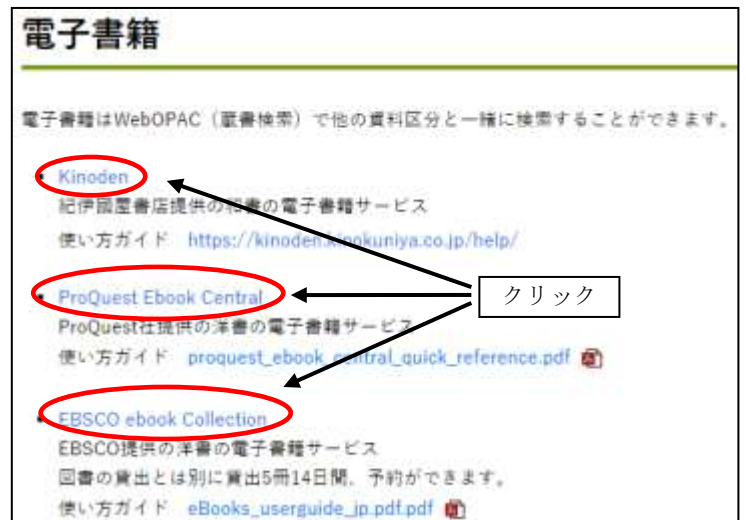 電子書籍
電子書籍はWebOPAC（蔵書検索）で他の資料区分と一緒に検索することができます。
Kinoden
紀伊國屋書店提供の和書の電子書籍サービス
使い方ガイド https://kinoden.kinokuniya.co.jp/help/
ProQuest Ebook Central
クリック
ProQuest社提供の洋書の電子書籍サービス
使い方ガイド proquest_ebook_central_quick_reference.pdf
EBSCO ebook Collection
EBSCO提供の洋書の電子書籍サービス
図書の貸出とは別に貸出5冊14日間、予約ができます。
使い方ガイド eBooks_userguide_jp.pdf.pdf